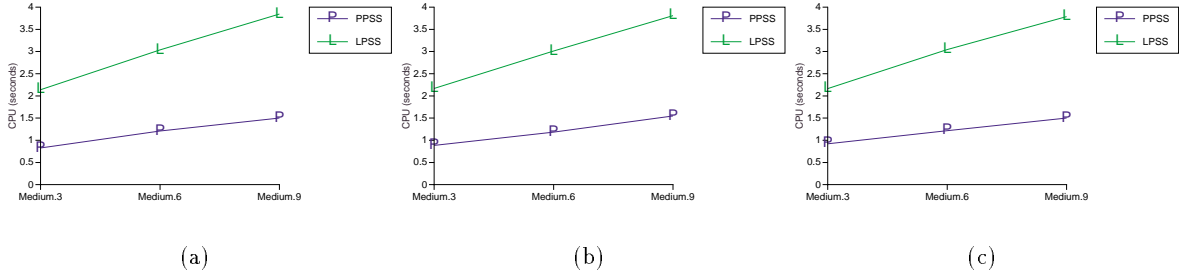 4
3.5
3
2.5
2
1.5
1
0.5
0
CPU (seconds)
Medium.3
Medium.6
Medium.9
L
L
L
P
P
P
P PPSS
L LPSS
(a)
4
3.5
3
2.5
2
1.5
1
0.5
0
CPU (seconds)
Medium.3
Medium.6
Medium.9
L
L
L
P
P
P
P PPSS
L LPSS
(b)
4
3.5
3
2.5
2
1.5
1
0.5
0
CPU (seconds)
Medium.3
Medium.6
Medium.9
L
L
L
P
P
P
P PPSS
L LPSS
(c)